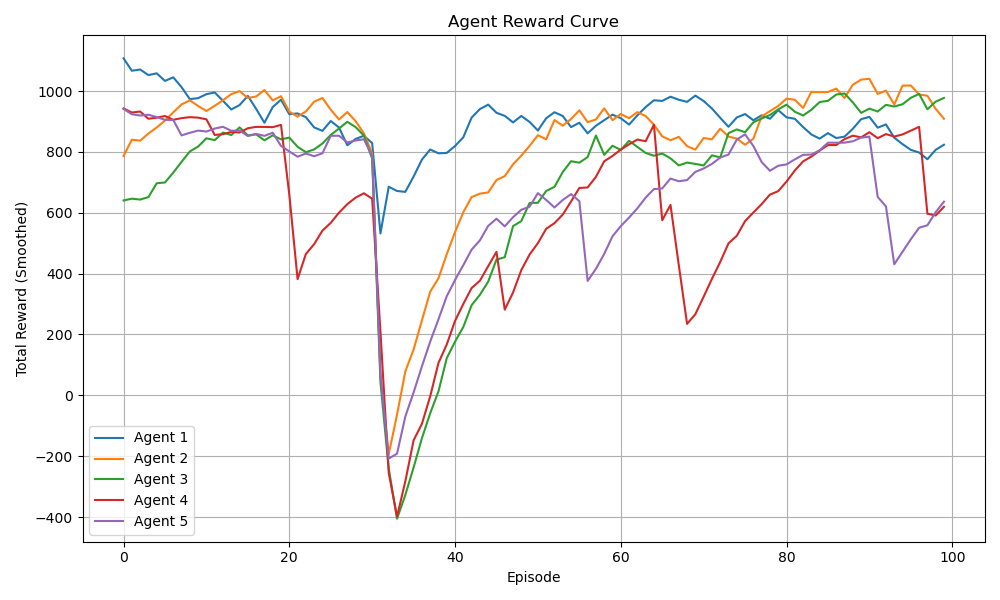 Agent Reward Curve
Total Reward (Smoothed)
1000
800
600
400
200
0
−200
−400
Agent 1
Agent 2
Agent 3
Agent 4
Agent 5
0 20 40 60 80 100
Episode